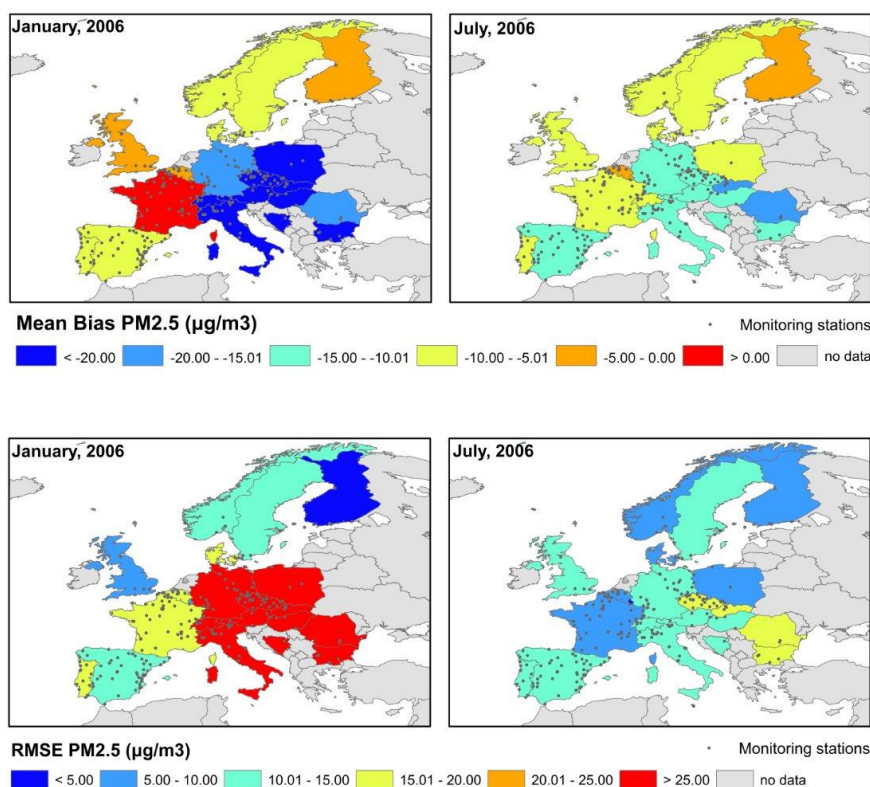 January, 2006
July, 2006
Mean Bias PM2.5 (µg/m3)
Monitoring stations
< -20.00 -20.00 - -15.01 -15.00 - -10.01 -10.00 - -5.01 -5.00 - 0.00 > 0.00 no data
January, 2006
July, 2006
RMSE PM2.5 (µg/m3)
Monitoring stations
< 5.00 5.00 - 10.00 10.01 - 15.00 15.01 - 20.00 20.01 - 25.00 > 25.00 no data